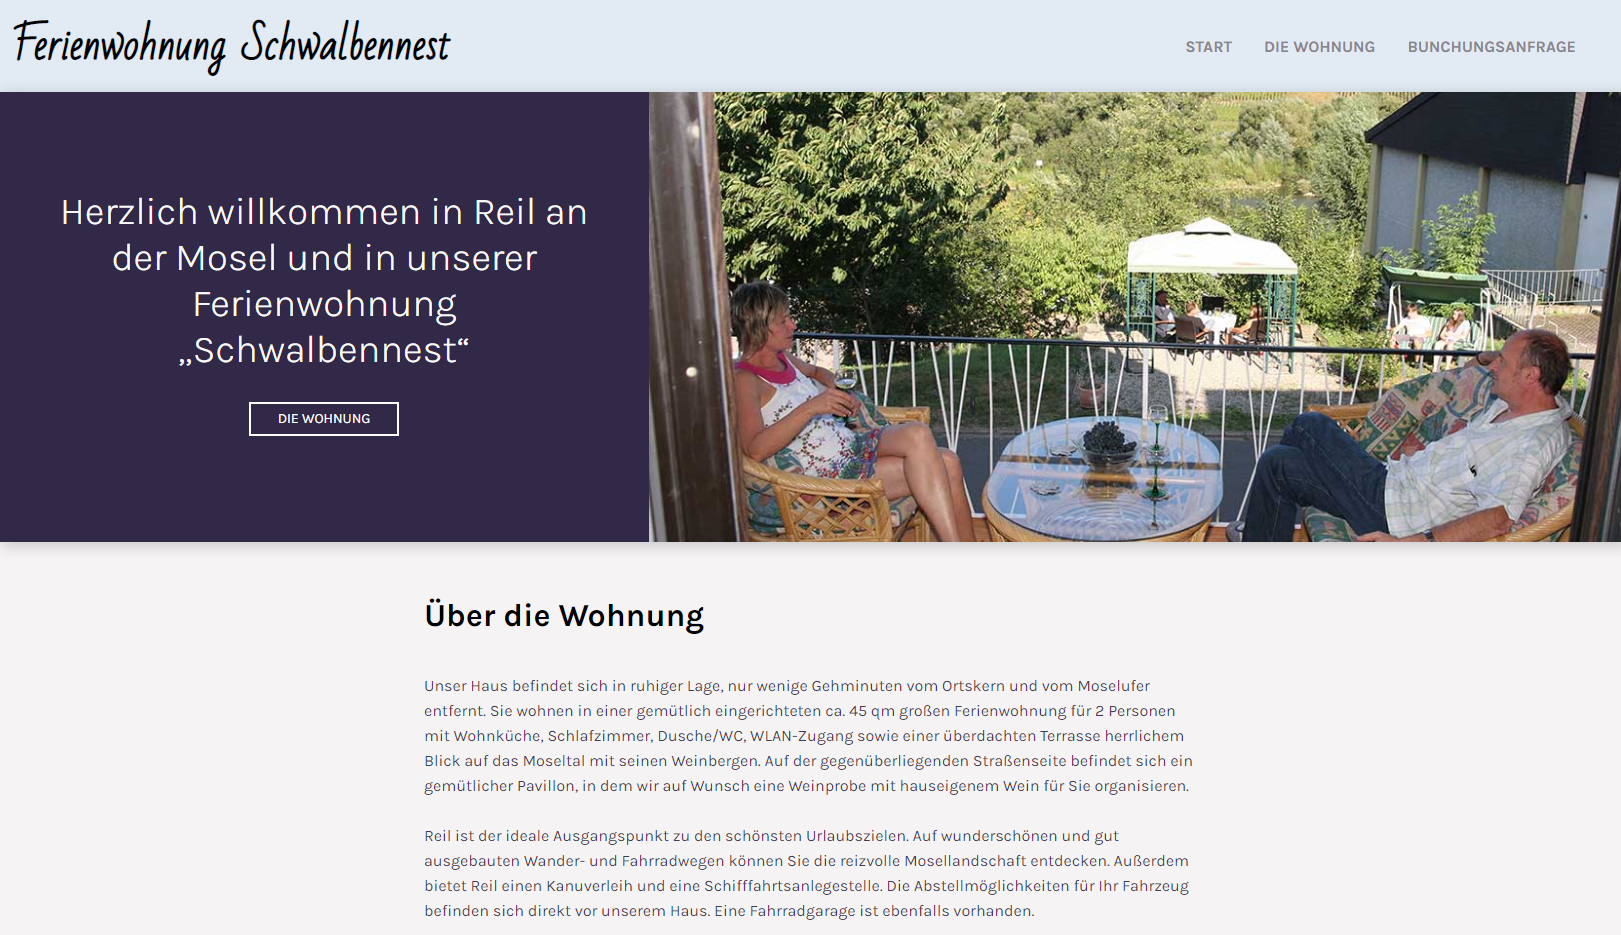 Ferienwohnung Schwalbennest
START DIE WOHNUNG BUNCHUNGSANFRAGE
Herzlich willkommen in Reil an
der Mosel und in unserer
Ferienwohnung
„Schwalbennest“
DIE WOHNUNG
Über die Wohnung
Unser Haus befindet sich in ruhiger Lage, nur wenige Gehminuten vom Ortskern und vom Moselufer
entfernt. Sie wohnen in einer gemütlich eingerichteten ca. 45 qm großen Ferienwohnung für 2 Personen
mit Wohnküche, Schlafzimmer, Dusche/WC, WLAN-Zugang sowie einer überdachten Terrasse herrlichem
Blick auf das Moseltal mit seinen Weinbergen. Auf der gegenüberliegenden Straßenseite befindet sich ein
gemütlicher Pavillon, in dem wir auf Wunsch eine Weinprobe mit hauseigenem Wein für Sie organisieren.
Reil ist der ideale Ausgangspunkt zu den schönsten Urlaubszielen. Auf wunderschönen und gut
ausgebauten Wander- und Fahrradwegen können Sie die reizvolle Mosellandschaft entdecken. Außerdem
bietet Reil einen Kanuverleih und eine Schifffahrtsanlegestelle. Die Abstellmöglichkeiten für Ihr Fahrzeug
befinden sich direkt vor unserem Haus. Eine Fahrradgarage ist ebenfalls vorhanden.